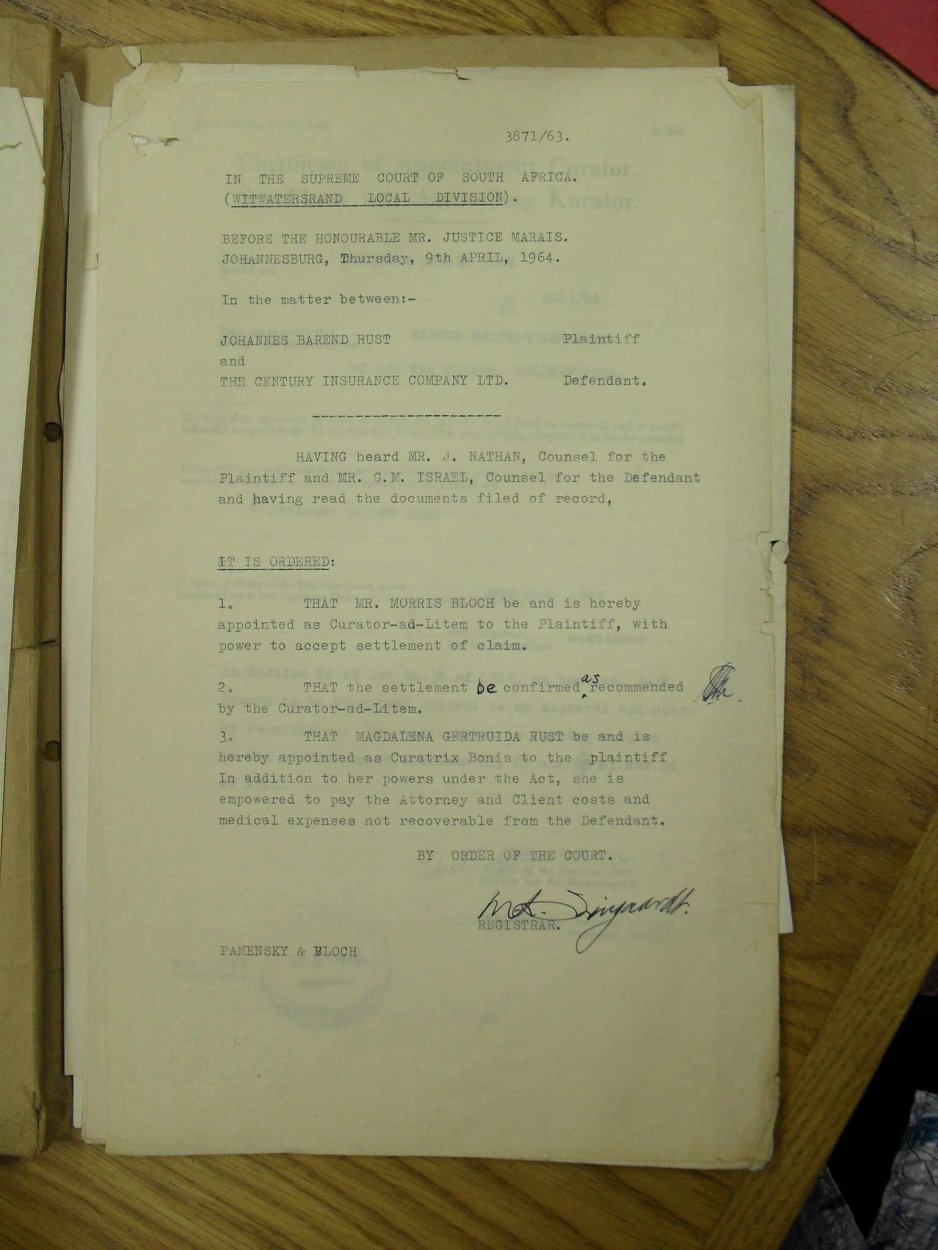 3871/63.
IN THE SUPREME COURT OF SOUTH AFRICA.
(WITWATERSRAND LOCAL DIVISION).
BEFORE THE HONOURABLE MR. JUSTICE MARAIS.
JOHANNESBURG, Thursday, 9th APRIL, 1964.
In the matter between:-
JOHANNES BAREND RUST Plaintiff
and
THE CENTURY INSURANCE COMPANY LTD. Defendant.
HAVING heard MR. J. NATHAN, Counsel for the
Plaintiff and MR. G.M. ISRAEL, Counsel for the Defendant
and having read the documents filed of record,
IT IS ORDERED:
1. THAT MR. MORRIS BLOCH be and is hereby
appointed as Curator-ad-Litem to the Plaintiff, with
power to accept settlement of claim.
2. THAT the settlement be confirmed as recommended
by the Curator-ad-Litem.
3. THAT MAGDALENA GERTRUIDA RUST be and is
hereby appointed as Curatrix Bonis to the plaintiff
In addition to her powers under the Act, she is
empowered to pay the Attorney and Client costs and
medical expenses not recoverable from the Defendant.
BY ORDER OF THE COURT.
REGISTRAR.
PAMENSKY & BLOCH